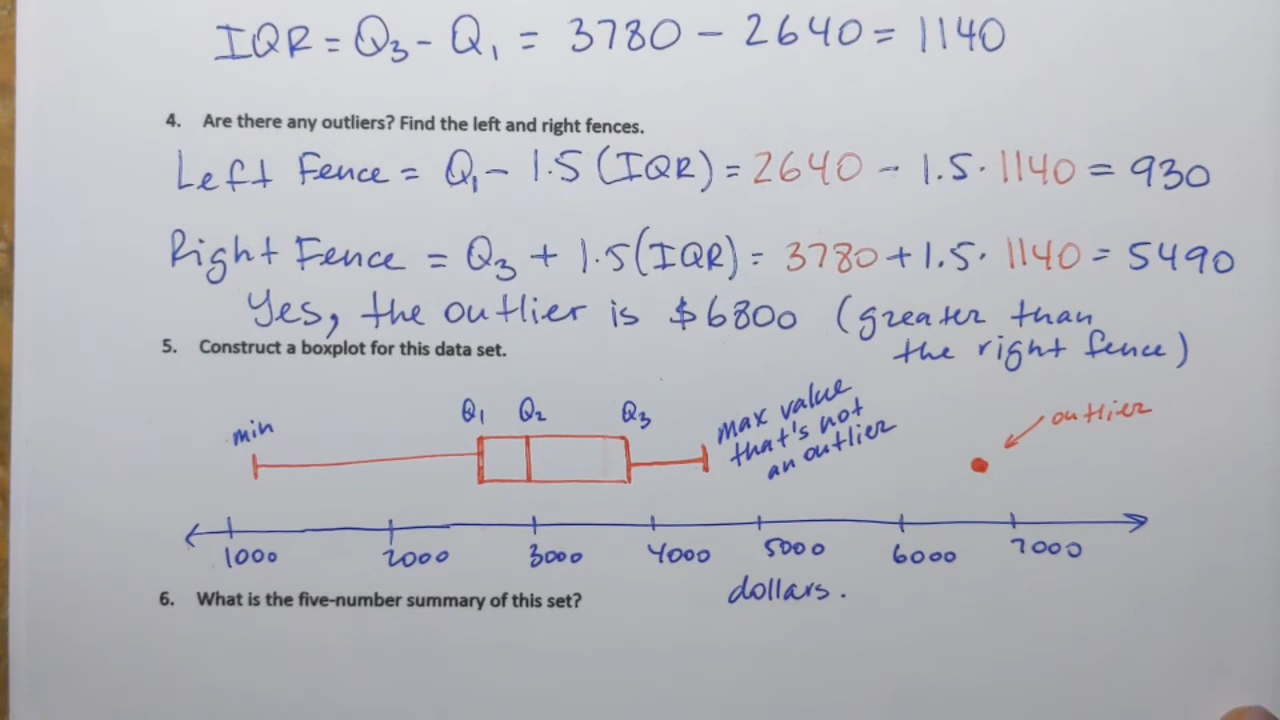 IQR = Q3 - Q1 = 3780 - 2640 = 1140
4. Are there any outliers? Find the left and right fences.
Left Fence = Q1 - 1.5 (IQR) = 2640 - 1.5 · 1140 = 930
Right Fence = Q3 + 1.5 (IQR) = 3780 + 1.5 · 1140 = 5490
Yes, the outlier is $6800 (greater than
the right fence)
5. Construct a boxplot for this data set.
min Q1 Q2 Q3
max value
that's not
an outlier
outlier
1000 2000 3000 4000 5000 6000 7000
dollars.
6. What is the five-number summary of this set?